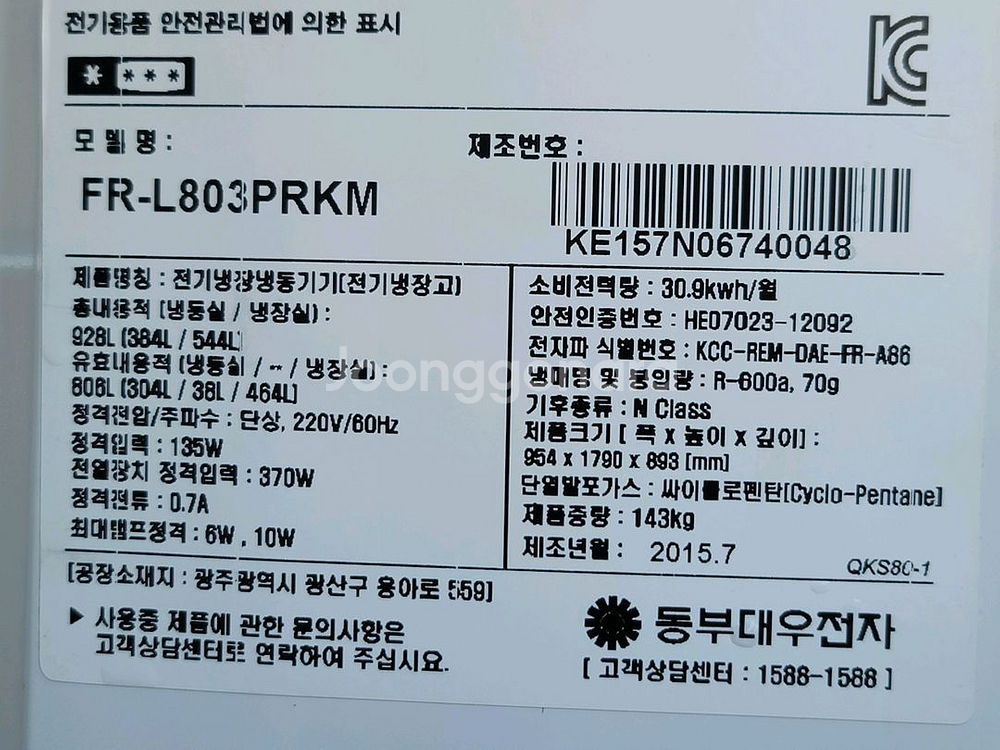 전기용품 안전관리법에 의한 표시
* ***
KC
모델명 :
FR-L803PRKM
제조번호 :
KE157N06740048
제품명칭 : 전기냉장냉동기기[전기냉장고]
총내용적 [냉동실 / 냉장실] :
928L [384L / 544L]
유효내용적 [냉동실 / -- / 냉장실] :
806L [304L / 38L / 464L]
정격전압/주파수 : 단상, 220V/60Hz
정격입력 : 135W
전열장치 정격입력 : 370W
정격전류 : 0.7A
최대램프정격 : 6W , 10W
소비전력량 : 30.9kwh/월
안전인증번호 : HE07023-12092
전자파 식별번호 : KCC-REM-DAE-FR-A86
냉매명 및 봉입량 : R-600a, 70g
기후종류 : N Class
제품크기 [ 폭 x 높이 x 깊이] :
954 x 1790 x 893 [mm]
단열발포가스 : 싸이클로펜탄[Cyclo-Pentane]
제품중량 : 143kg
제조년월 : 2015.7
QKS80-1
[공장소재지 : 광주광역시 광산구 용아로 559]
▶ 사용중 제품에 관한 문의사항은
고객상담센터로 연락하여 주십시요.
동부대우전자
[ 고객상담센터 : 1588-1588 ]